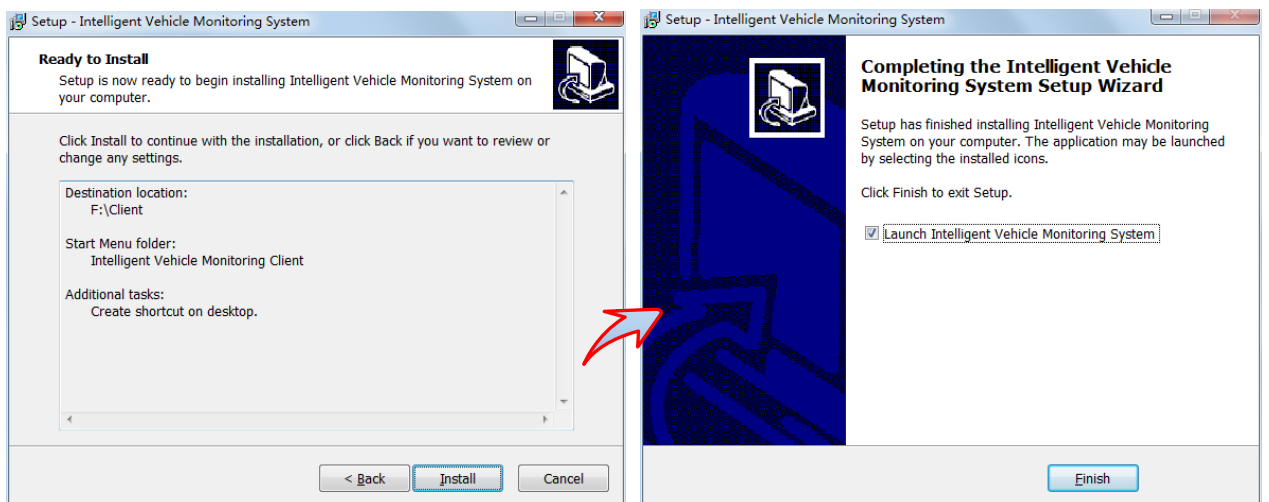 Setup - Intelligent Vehicle Monitoring System
Ready to Install
Setup is now ready to begin installing Intelligent Vehicle Monitoring System on
your computer.
Click Install to continue with the installation, or click Back if you want to review or
change any settings.
Destination location:
F:\Client
Start Menu folder:
Intelligent Vehicle Monitoring Client
Additional tasks:
Create shortcut on desktop.
< Back
Install
Cancel
Setup - Intelligent Vehicle Monitoring System
Completing the Intelligent Vehicle
Monitoring System Setup Wizard
Setup has finished installing Intelligent Vehicle Monitoring
System on your computer. The application may be launched
by selecting the installed icons.
Click Finish to exit Setup.
Launch Intelligent Vehicle Monitoring System
Finish